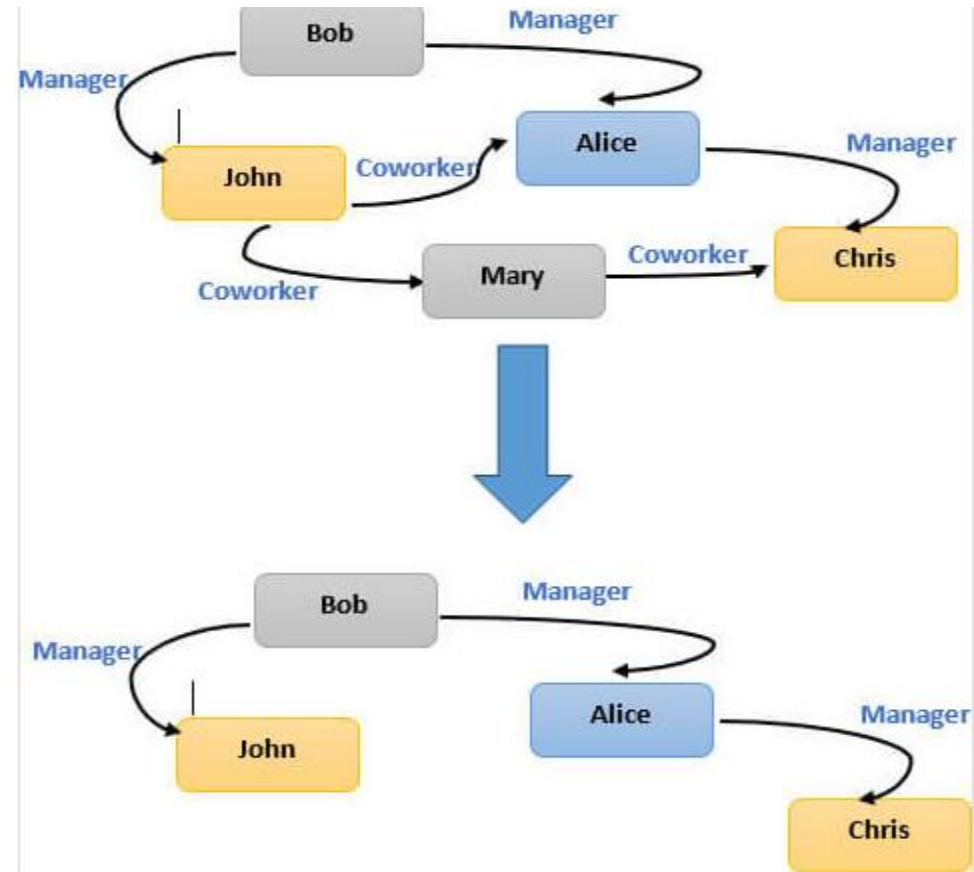 Bob
Manager
Manager
Alice
Manager
John
Coworker
Chris
Mary
Coworker
Coworker
Bob
Manager
Manager
Alice
Manager
John
Chris